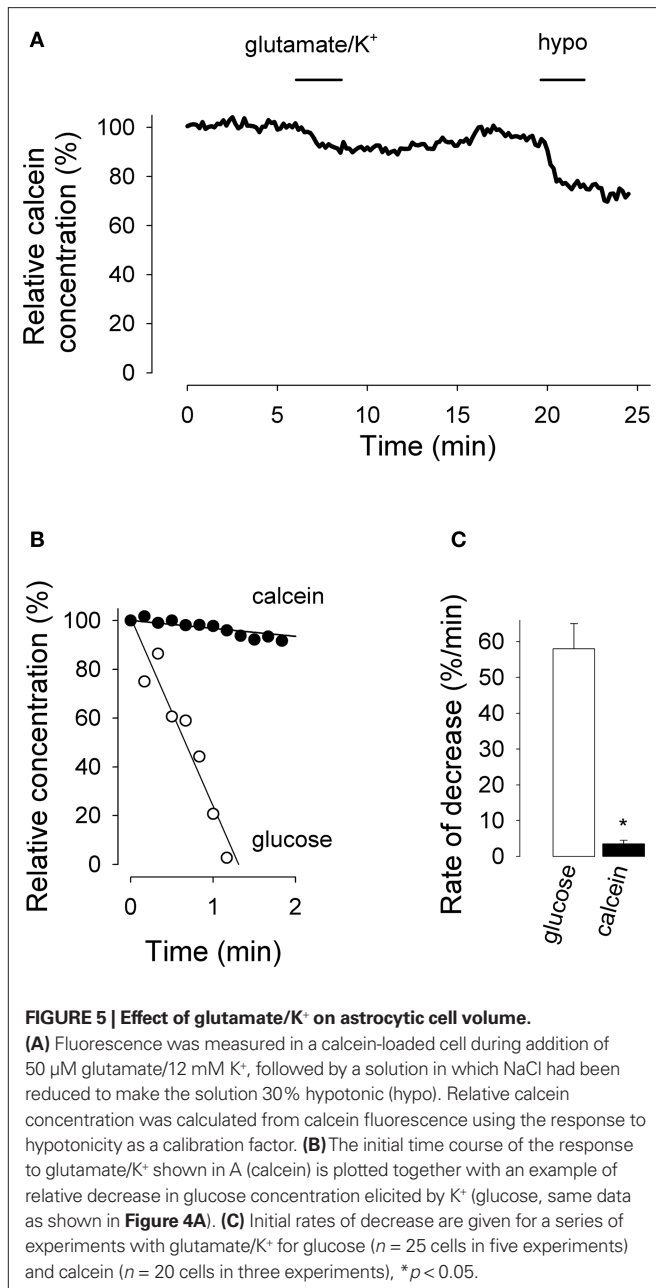 A
glutamate/K+ hypo
Relative calcein
concentration (%)
100
80
60
40
20
0
0 5 10 15 20 25
Time (min)
B
Relative concentration (%)
100
80
60
40
20
0
calcein
glucose
0 1 2
Time (min)
C
Rate of decrease (%/min)
60
50
40
30
20
10
0
*
glucose
calcein
FIGURE 5 | Effect of glutamate/K+ on astrocytic cell volume.
(A) Fluorescence was measured in a calcein-loaded cell during addition of
50 μM glutamate/12 mM K+, followed by a solution in which NaCl had been
reduced to make the solution 30% hypotonic (hypo). Relative calcein
concentration was calculated from calcein fluorescence using the response to
hypotonicity as a calibration factor. (B) The initial time course of the response
to glutamate/K+ shown in A (calcein) is plotted together with an example of
relative decrease in glucose concentration elicited by K+ (glucose, same data
as shown in Figure 4A). (C) Initial rates of decrease are given for a series of
experiments with glutamate/K+ for glucose (n = 25 cells in five experiments)
and calcein (n = 20 cells in three experiments), *p < 0.05.